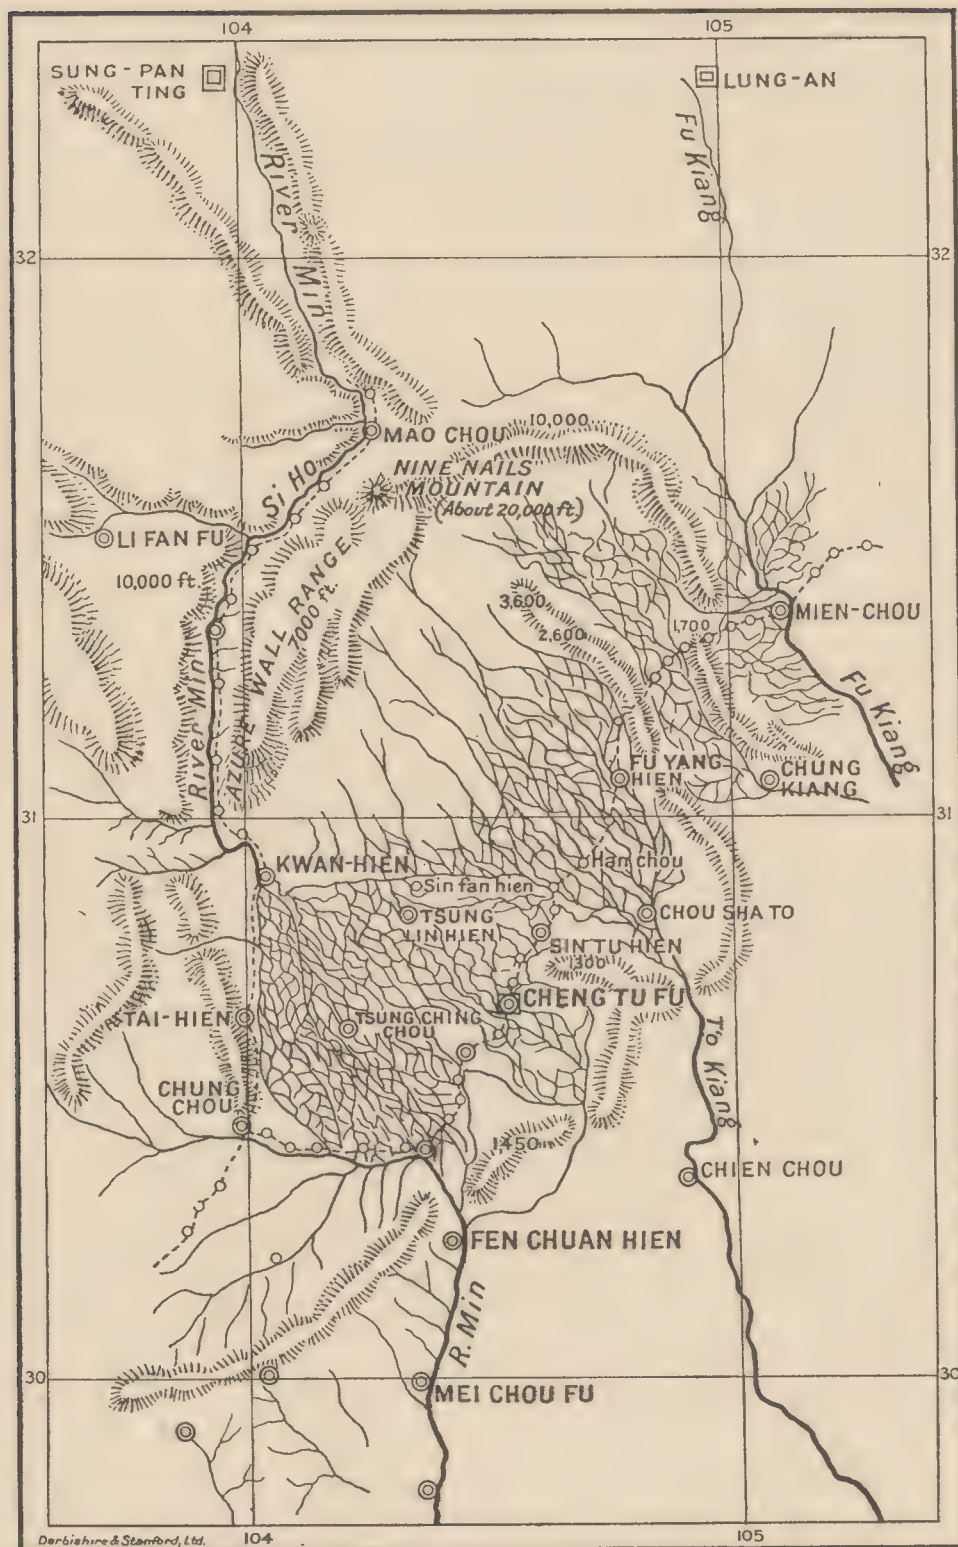 104
105
SUNG-PAN
TING
LUNG-AN
Fu Kiang
River Min
32
32
10,000
MAO CHOU
NINE NAILS
MOUNTAIN
(About 20,000 ft.)
Si Ho
LI FAN FU
10,000 ft.
AZURE WALL RANGE
7000 ft.
3,600
2,600
1,700
MIEN-CHOU
Fu Kiang
River Min
FU YANG
HIEN
CHUNG
KIANG
31
31
KWAN-HIEN
Han chou
Sin fan hien
TSUNG
LIN HIEN
CHOU SHA TO
SIN TU HIEN
1300
CHENG TU FU
TAI-HIEN
TSUNG CHING
CHOU
To Kiang
CHUNG
CHOU
1450
CHIEN CHOU
FEN CHUAN HIEN
R. Min
30
30
MEI CHOU FU
Darbishire & Stanford, Ltd.
104
105